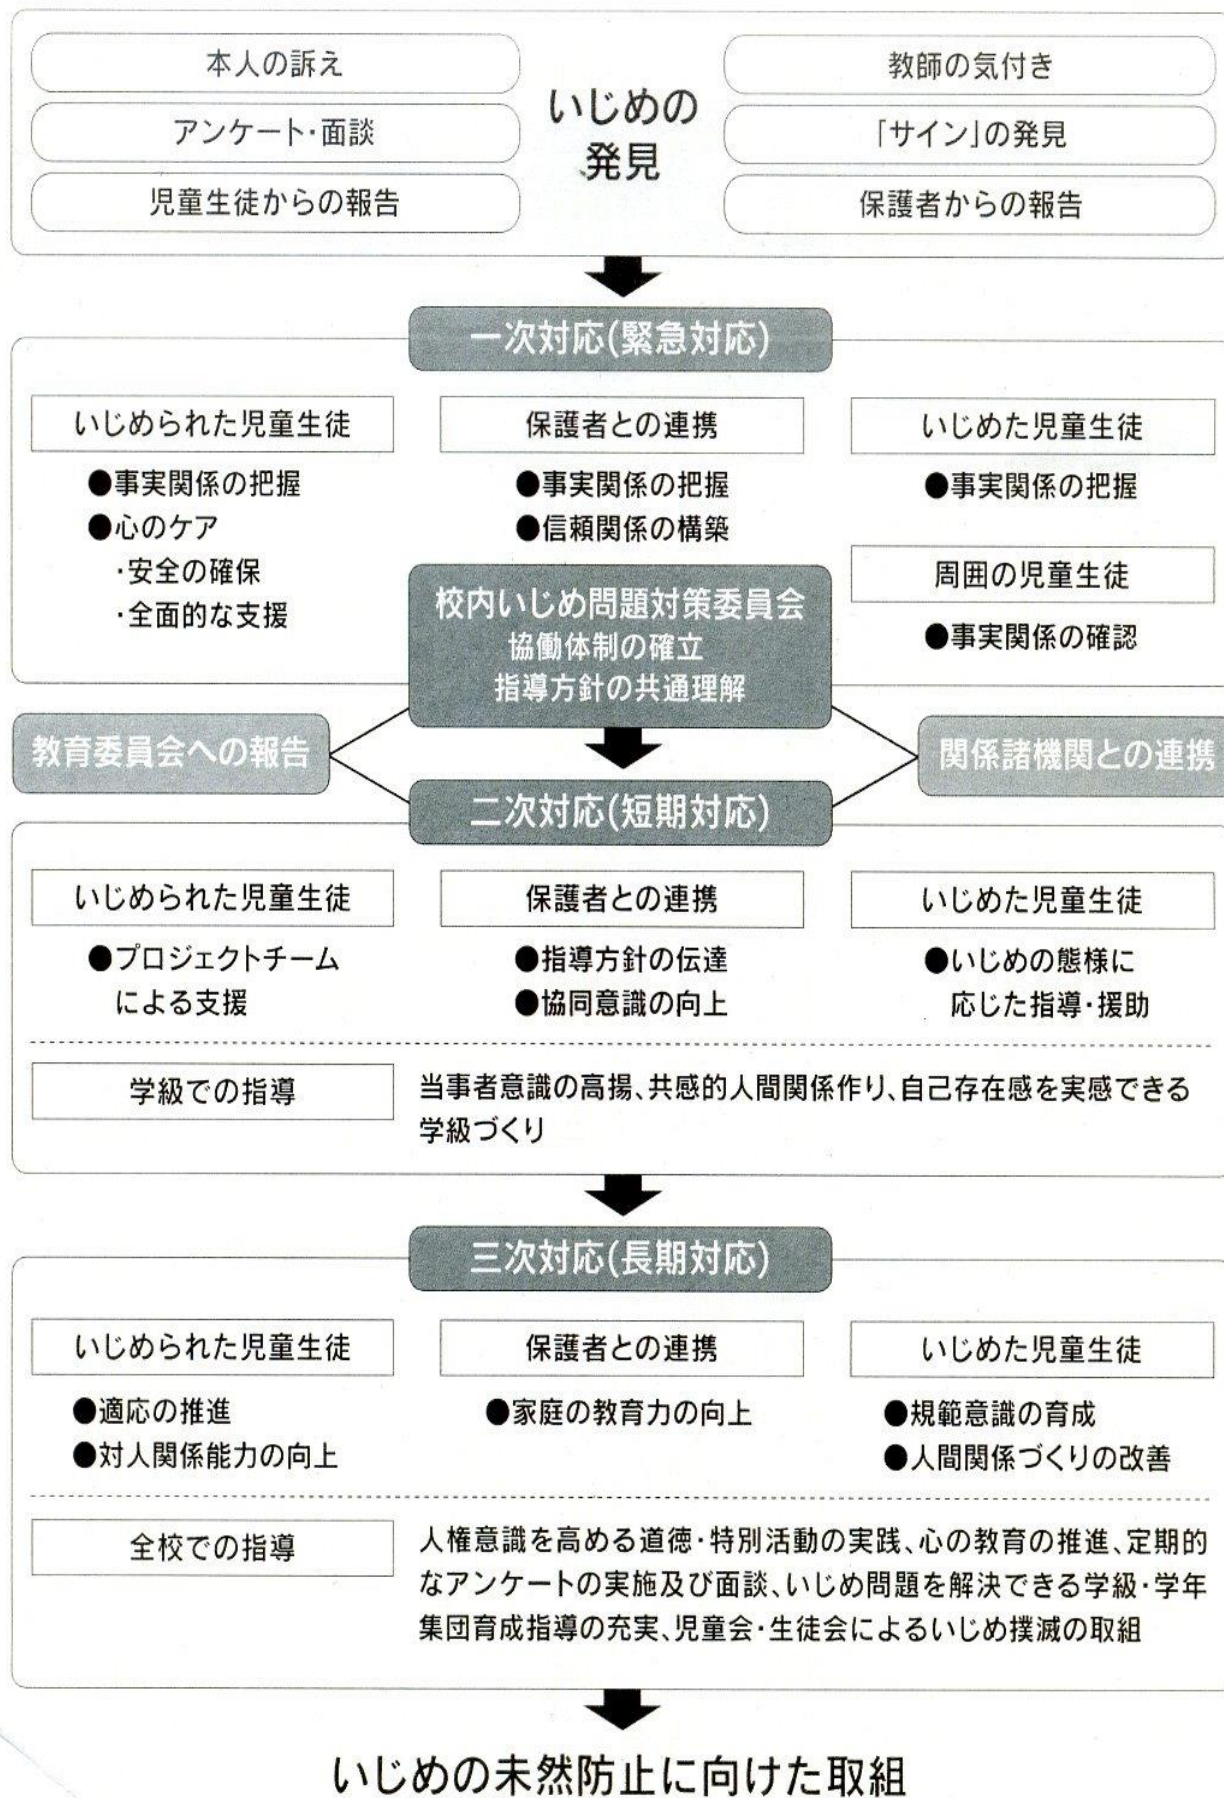 本人の訴え
アンケート・面談
児童生徒からの報告
いじめの
発見
教師の気付き
「サイン」の発見
保護者からの報告
一次対応(緊急対応)
いじめられた児童生徒
●事実関係の把握
●心のケア
・安全の確保
・全面的な支援
保護者との連携
●事実関係の把握
●信頼関係の構築
いじめた児童生徒
●事実関係の把握
周囲の児童生徒
●事実関係の確認
校内いじめ問題対策委員会
協働体制の確立
指導方針の共通理解
教育委員会への報告
関係諸機関との連携
二次対応(短期対応)
いじめられた児童生徒
●プロジェクトチーム
による支援
保護者との連携
●指導方針の伝達
●協同意識の向上
いじめた児童生徒
●いじめの態様に
応じた指導・援助
学級での指導
当事者意識の高揚、共感的人間関係作り、自己存在感を実感できる
学級づくり
三次対応(長期対応)
いじめられた児童生徒
●適応の推進
●対人関係能力の向上
保護者との連携
●家庭の教育力の向上
いじめた児童生徒
●規範意識の育成
●人間関係づくりの改善
全校での指導
人権意識を高める道徳・特別活動の実践、心の教育の推進、定期的
なアンケートの実施及び面談、いじめ問題を解決できる学級・学年
集団育成指導の充実、児童会・生徒会によるいじめ撲滅の取組
いじめの未然防止に向けた取組